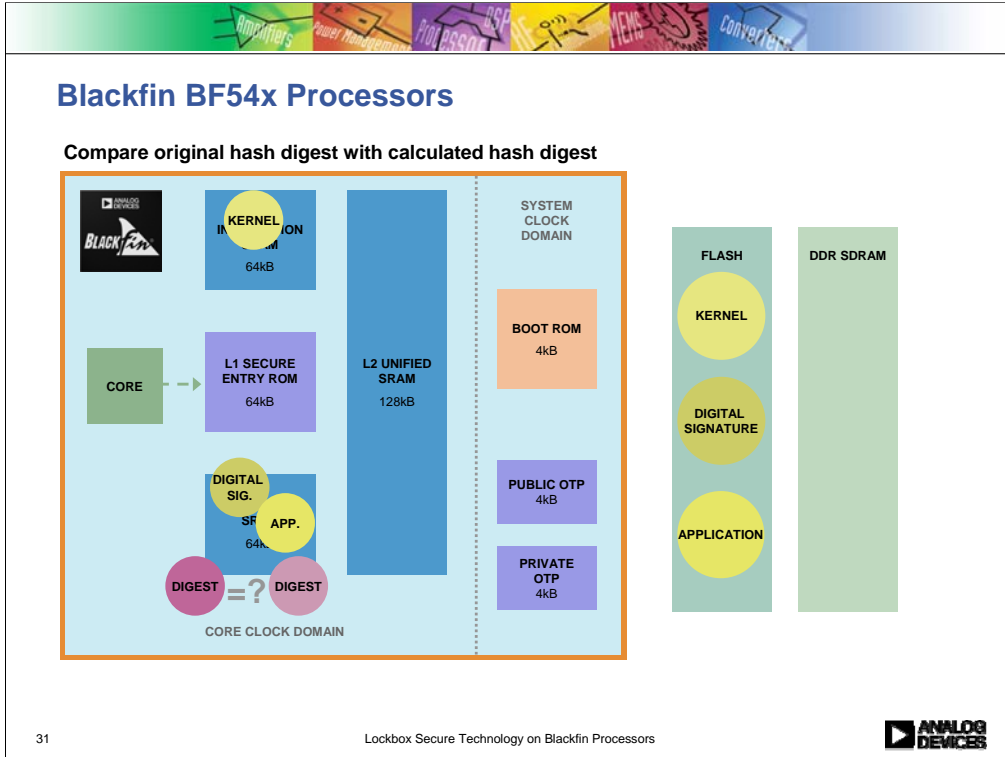 Amplifiers Power Management Processors DSP RF MEMS Converters
Blackfin BF54x Processors
Compare original hash digest with calculated hash digest
ANALOG
DEVICES
BLACKfin
KERNEL
64kB
SYSTEM
CLOCK
DOMAIN
FLASH
DDR SDRAM
KERNEL
BOOT ROM
4kB
CORE
L1 SECURE
ENTRY ROM
64kB
L2 UNIFIED
SRAM
128kB
DIGITAL
SIGNATURE
DIGITAL
SIG.
APP.
PUBLIC OTP
4kB
APPLICATION
PRIVATE
OTP
4kB
DIGEST =? DIGEST
CORE CLOCK DOMAIN
31
Lockbox Secure Technology on Blackfin Processors
ANALOG
DEVICES